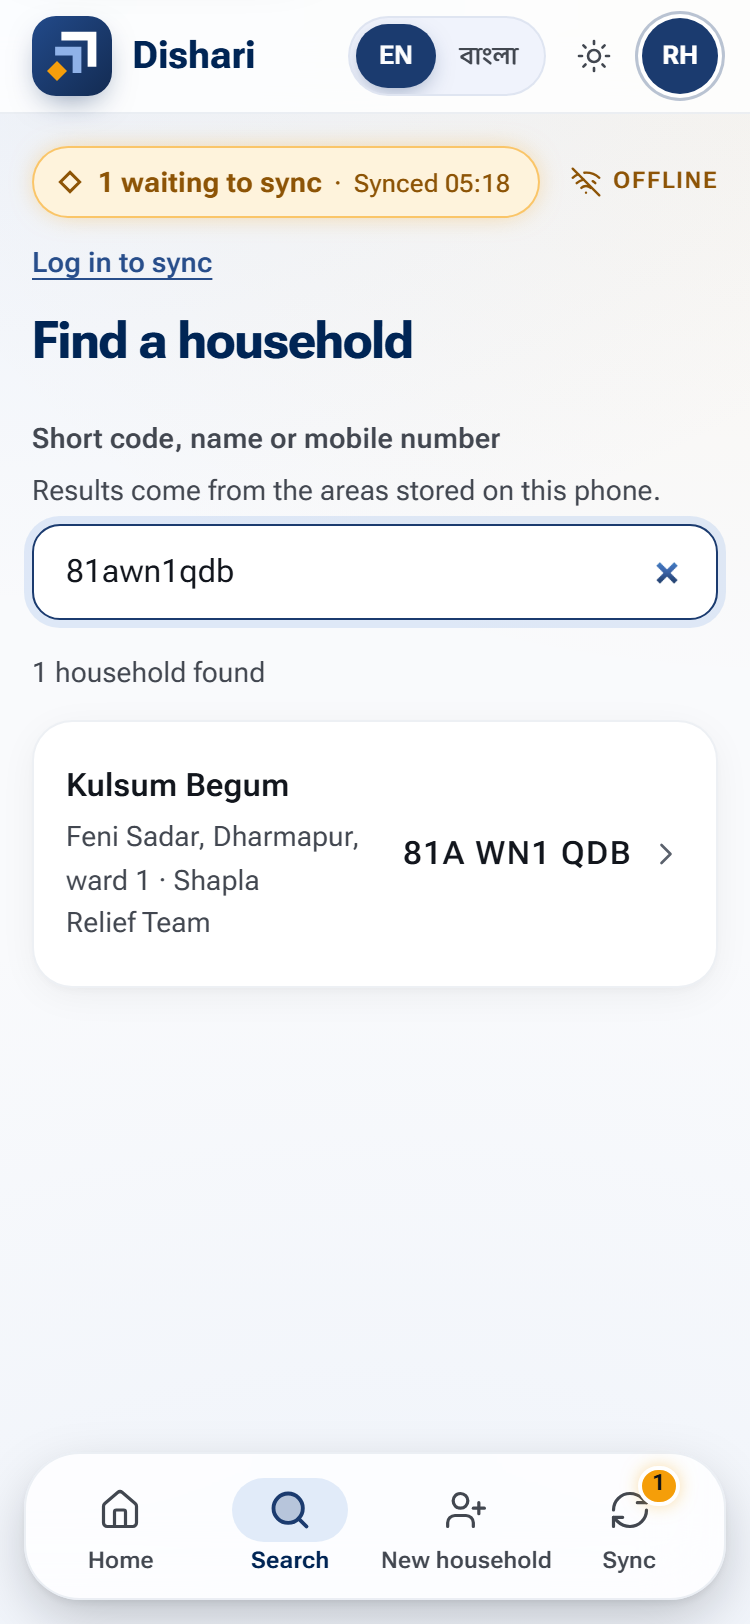 Dishari
EN
বাংলা
RH
1 waiting to sync · Synced 05:18
OFFLINE
Log in to sync
Find a household
Short code, name or mobile number
Results come from the areas stored on this phone.
81awn1qdb
1 household found
Kulsum Begum
Feni Sadar, Dharmapur,
ward 1 · Shapla
Relief Team
81A WN1 QDB
1
Home
Search
New household
Sync